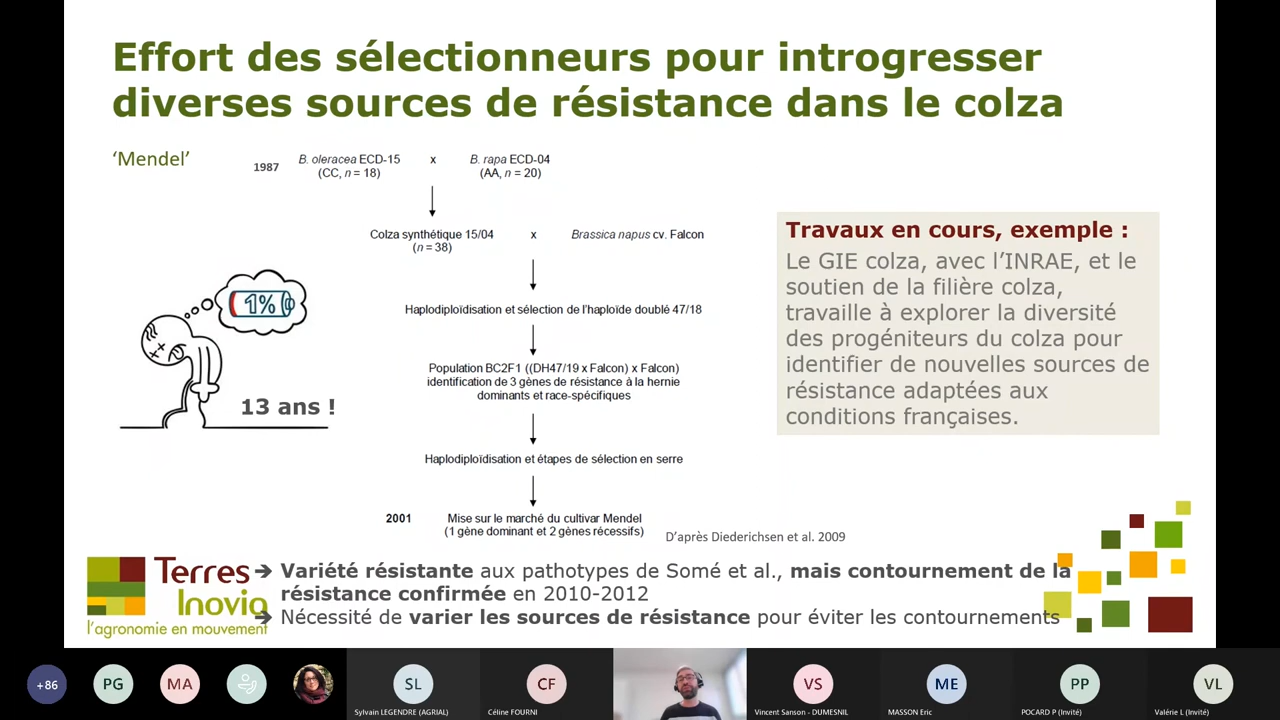 Effort des sélectionneurs pour introgresser
diverses sources de résistance dans le colza
‘Mendel’
1987
B. oleracea ECD-15 x B. rapa ECD-04
(CC, n = 18) (AA, n = 20)
Colza synthétique 15/04 x Brassica napus cv. Falcon
(n = 38)
Haplodiploïdisation et sélection de l'haploïde doublé 47/18
Population BC2F1 ((DH47/19 x Falcon) x Falcon)
identification de 3 gènes de résistance à la hernie
dominants et race-spécifiques
Haplodiploïdisation et étapes de sélection en serre
2001 Mise sur le marché du cultivar Mendel
(1 gène dominant et 2 gènes récessifs)
D’après Diederichsen et al. 2009
1%
13 ans !
Travaux en cours, exemple :
Le GIE colza, avec l’INRAE, et le
soutien de la filière colza,
travaille à explorer la diversité
des progéniteurs du colza pour
identifier de nouvelles sources de
résistance adaptées aux
conditions françaises.
➔ Variété résistante aux pathotypes de Somé et al., mais contournement de la
résistance confirmée en 2010-2012
➔ Nécessité de varier les sources de résistance pour éviter les contournements
Terres
Inovia
l’agronomie en mouvement
+86
PG
MA
SL
Sylvain LEGENDRE (AGRIAL)
CF
Céline FOURNI
VS
Vincent Sanson - DUMESNIL
ME
MASSON Eric
PP
POCARD P (Invité)
VL
Valérie L (Invité)